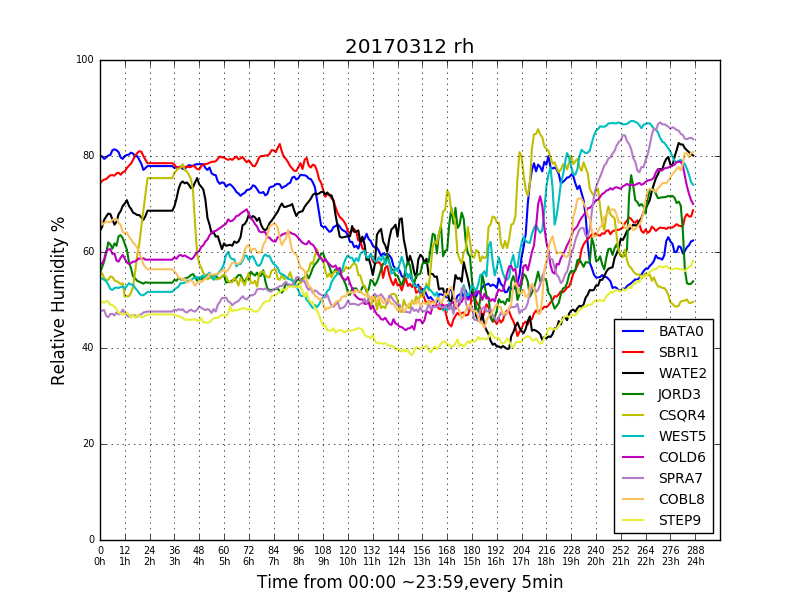 20170312 rh
Relative Humidity %
100
80
60
40
20
0
BATA0
SBRI1
WATE2
JORD3
CSQR4
WEST5
COLD6
SPRA7
COBL8
STEP9
0 12 24 36 48 60 72 84 96 108 120 132 144 156 168 180 192 204 216 228 240 252 264 276 288
0h 1h 2h 3h 4h 5h 6h 7h 8h 9h 10h 11h 12h 13h 14h 15h 16h 17h 18h 19h 20h 21h 22h 23h 24h
Time from 00:00 ~23:59,every 5min